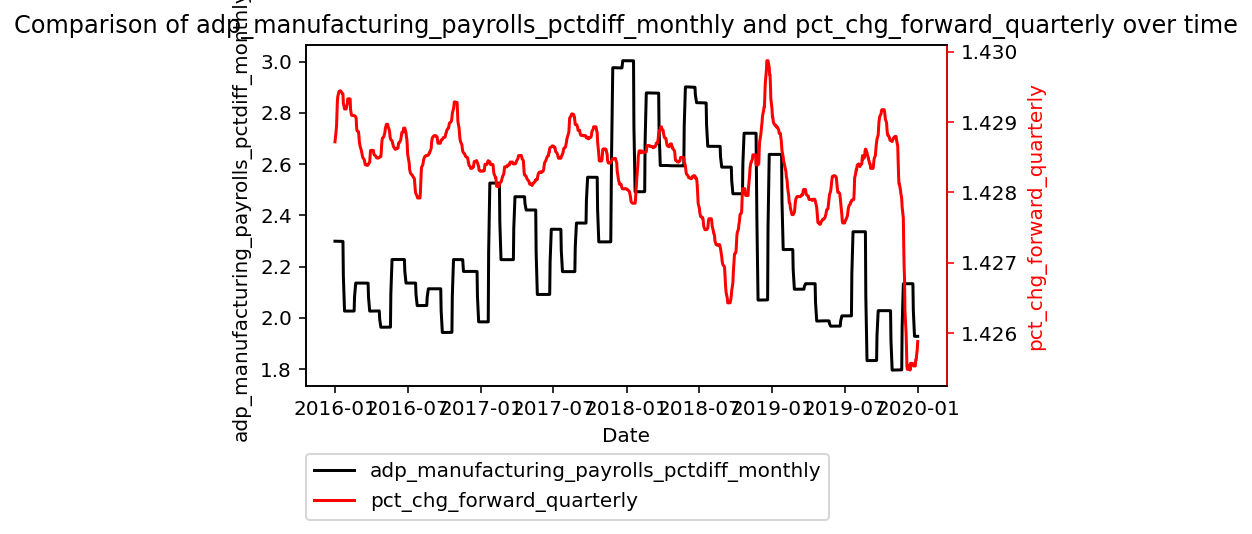 Comparison of adp_manufacturing_payrolls_pctdiff_monthly and pct_chg_forward_quarterly over time
adp_manufacturing_payrolls_pctdiff_monthly
3.0
2.8
2.6
2.4
2.2
2.0
1.8
1.430
1.429
1.428
1.427
1.426
pct_chg_forward_quarterly
2016-01 2016-07 2017-01 2017-07 2018-01 2018-07 2019-01 2019-07 2020-01
Date
adp_manufacturing_payrolls_pctdiff_monthly
pct_chg_forward_quarterly